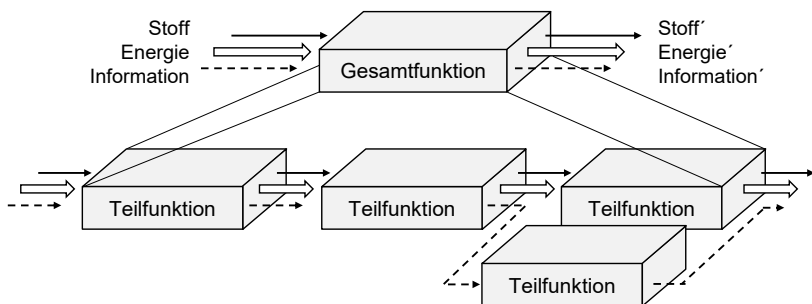 Stoff
Energie
Information
Gesamtfunktion
Stoff´
Energie´
Information´
Teilfunktion
Teilfunktion
Teilfunktion
Teilfunktion